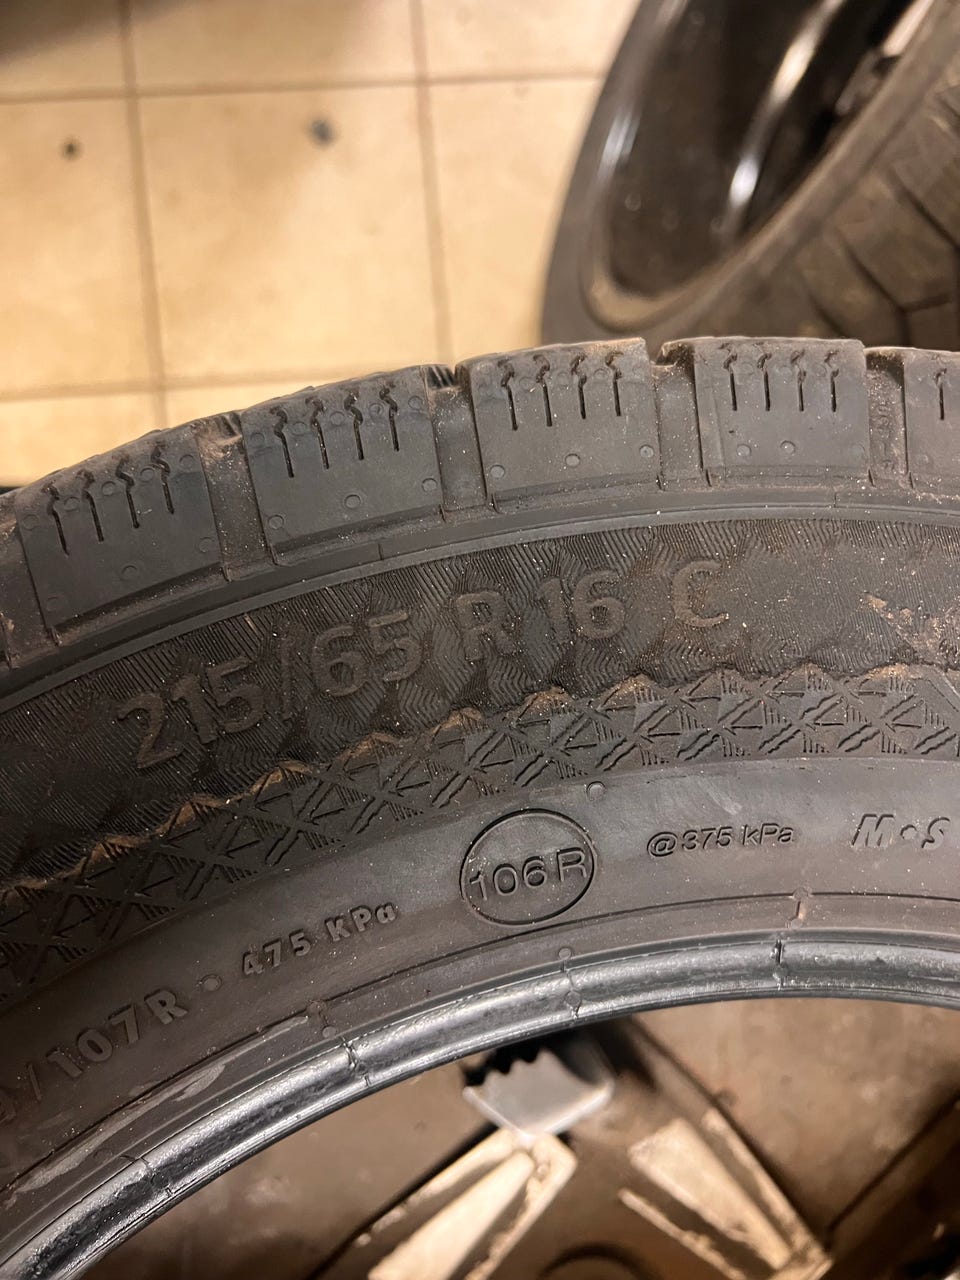 215/65 R 16 C
/107R • 475 KPa
106R
@375 kPa
M•S